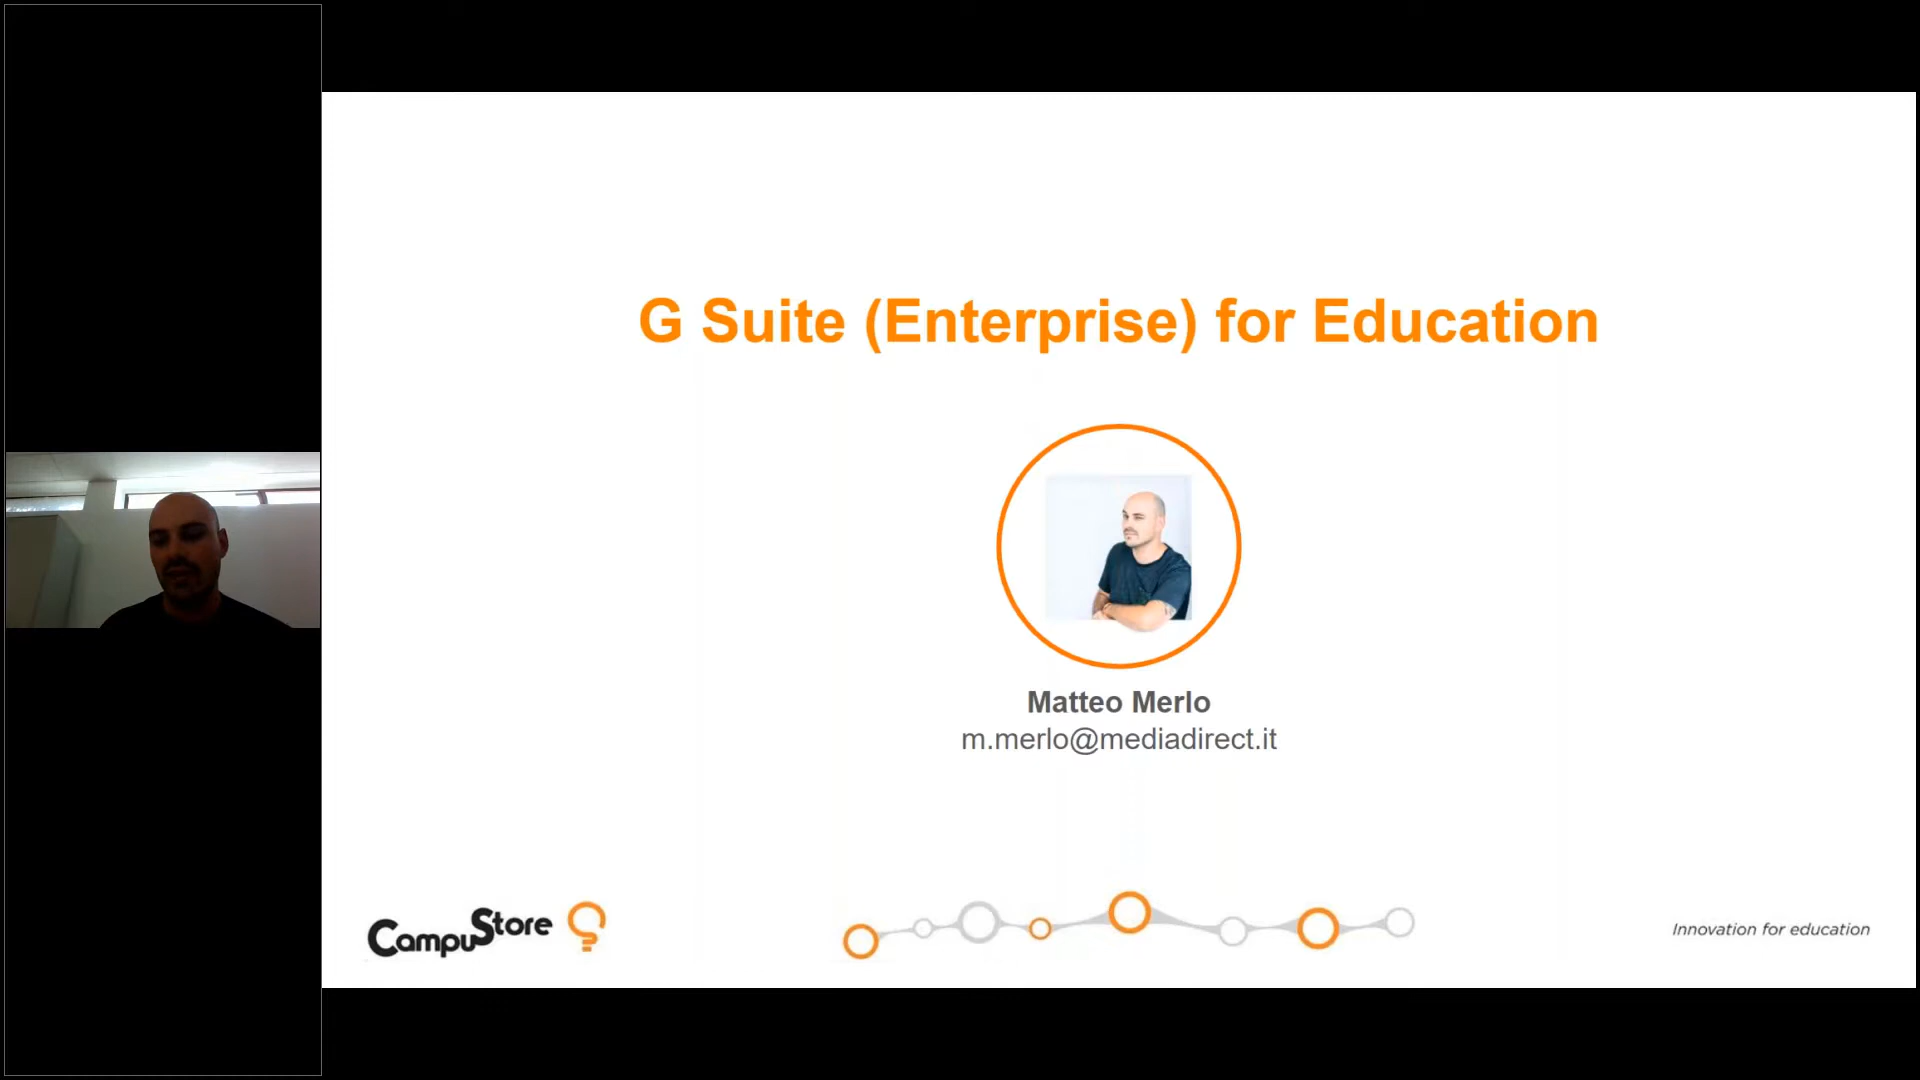 G Suite (Enterprise) for Education
Matteo Merlo
m.merlo@mediadirect.it
CampuStore
Innovation for education